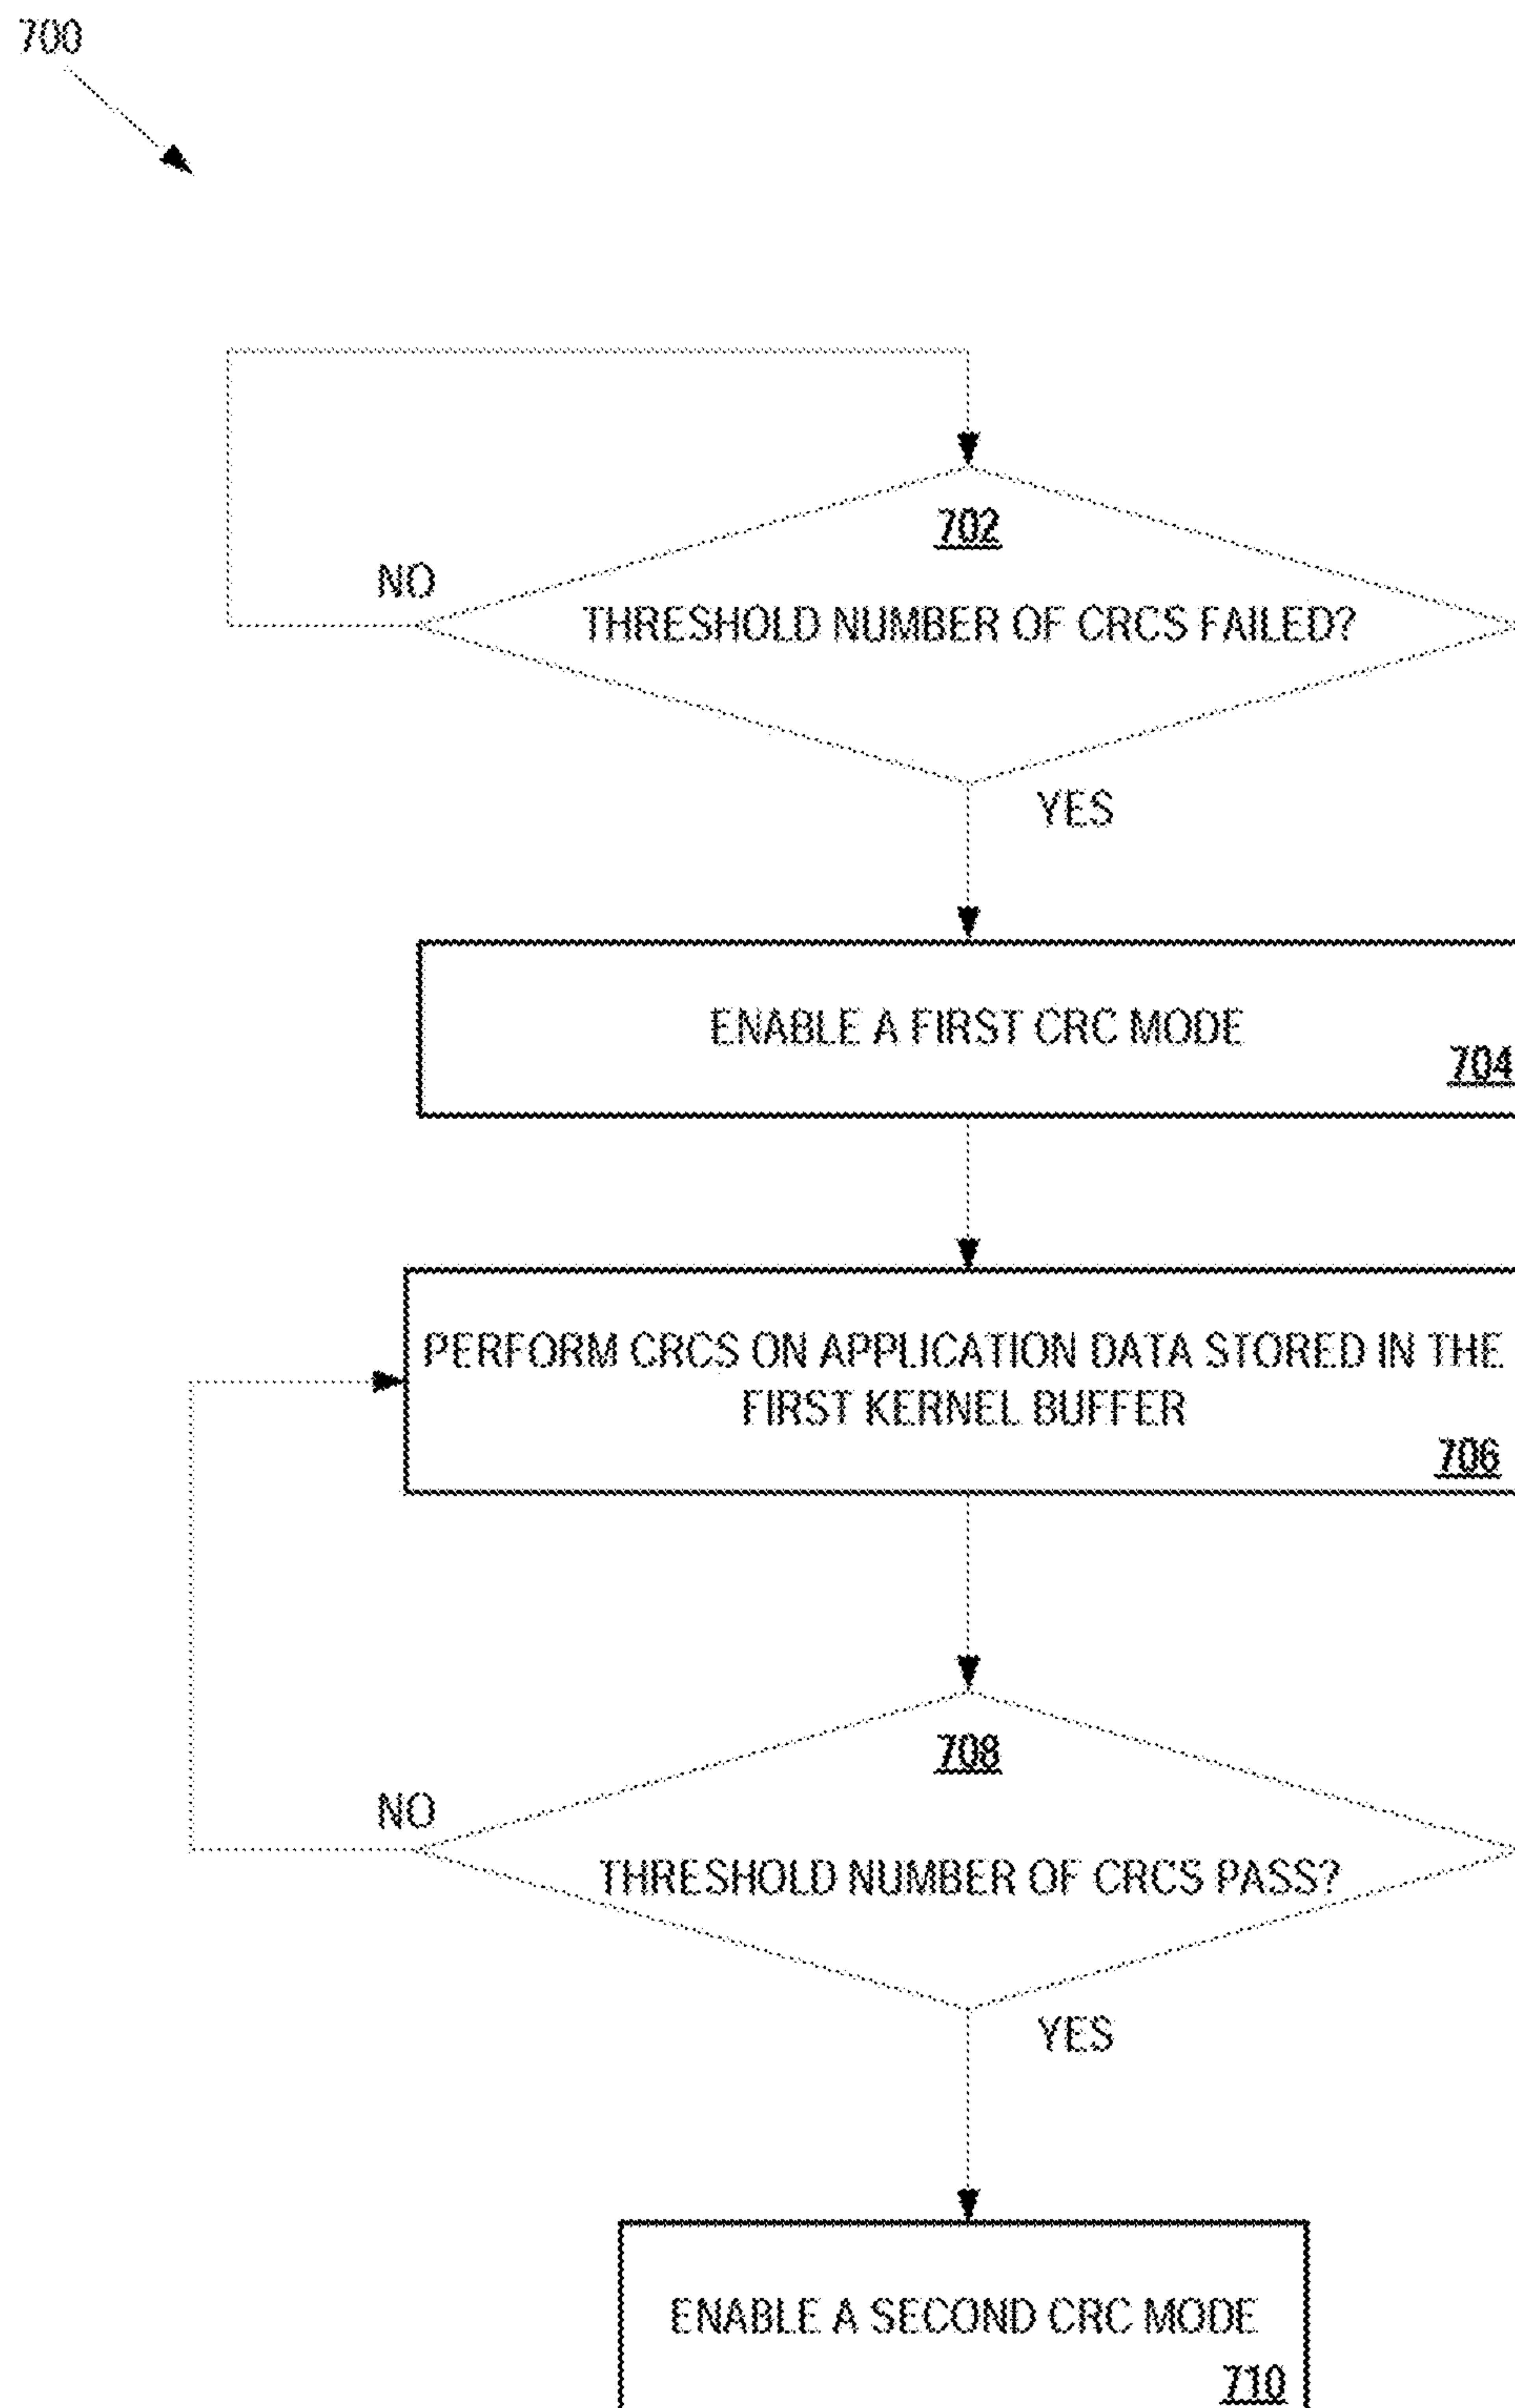 700
702
NO
THRESHOLD NUMBER OF CRCS FAILED?
YES
ENABLE A FIRST CRC MODE
704
PERFORM CRCS ON APPLICATION DATA STORED IN THE
FIRST KERNEL BUFFER
706
708
NO
THRESHOLD NUMBER OF CRCS PASS?
YES
ENABLE A SECOND CRC MODE
710